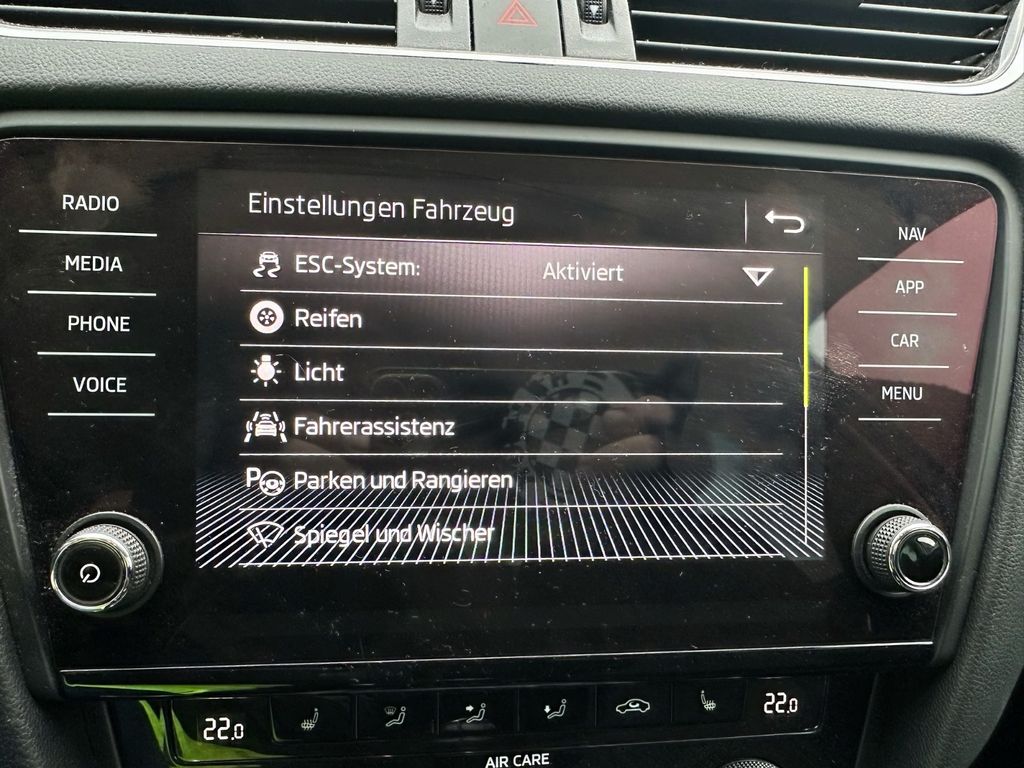 RADIO
MEDIA
PHONE
VOICE
Einstellungen Fahrzeug
ESC-System: Aktiviert
Reifen
Licht
Fahrerassistenz
Parken und Rangieren
Spiegel und Wischer
NAV
APP
CAR
MENU
22.0
22.0
AIR CARE